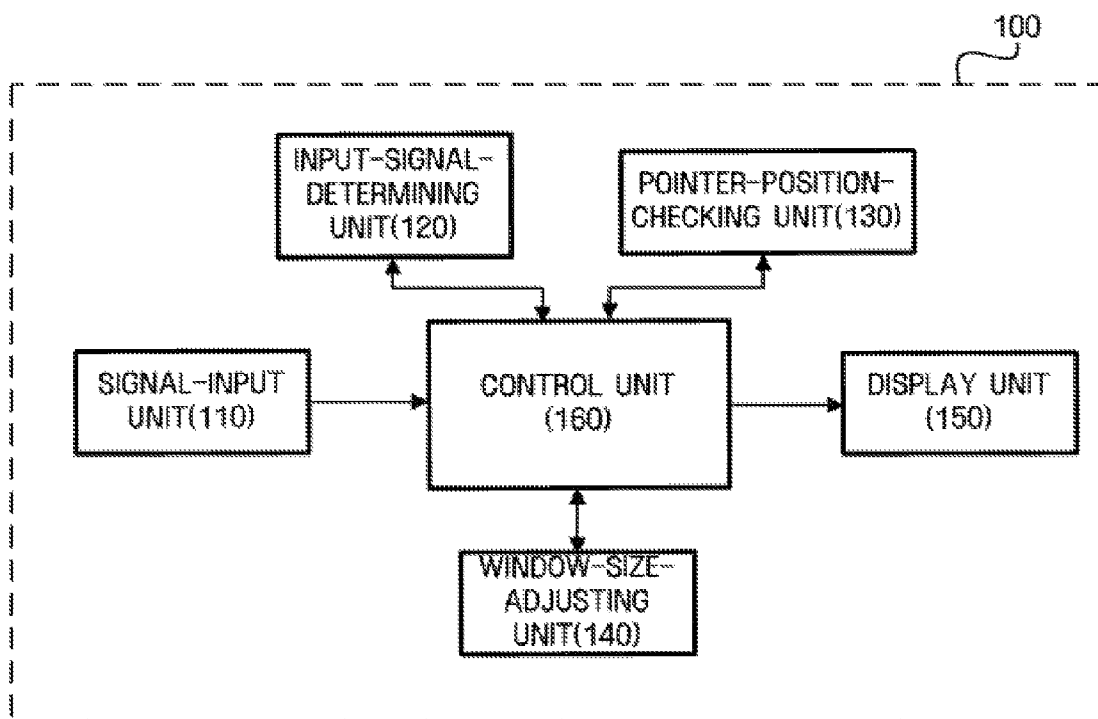 100
INPUT-SIGNAL-
DETERMINING
UNIT(120)
POINTER-POSITION-
CHECKING UNIT(130)
SIGNAL-INPUT
UNIT(110)
CONTROL UNIT
(160)
DISPLAY UNIT
(150)
WINDOW-SIZE-
ADJUSTING
UNIT(140)